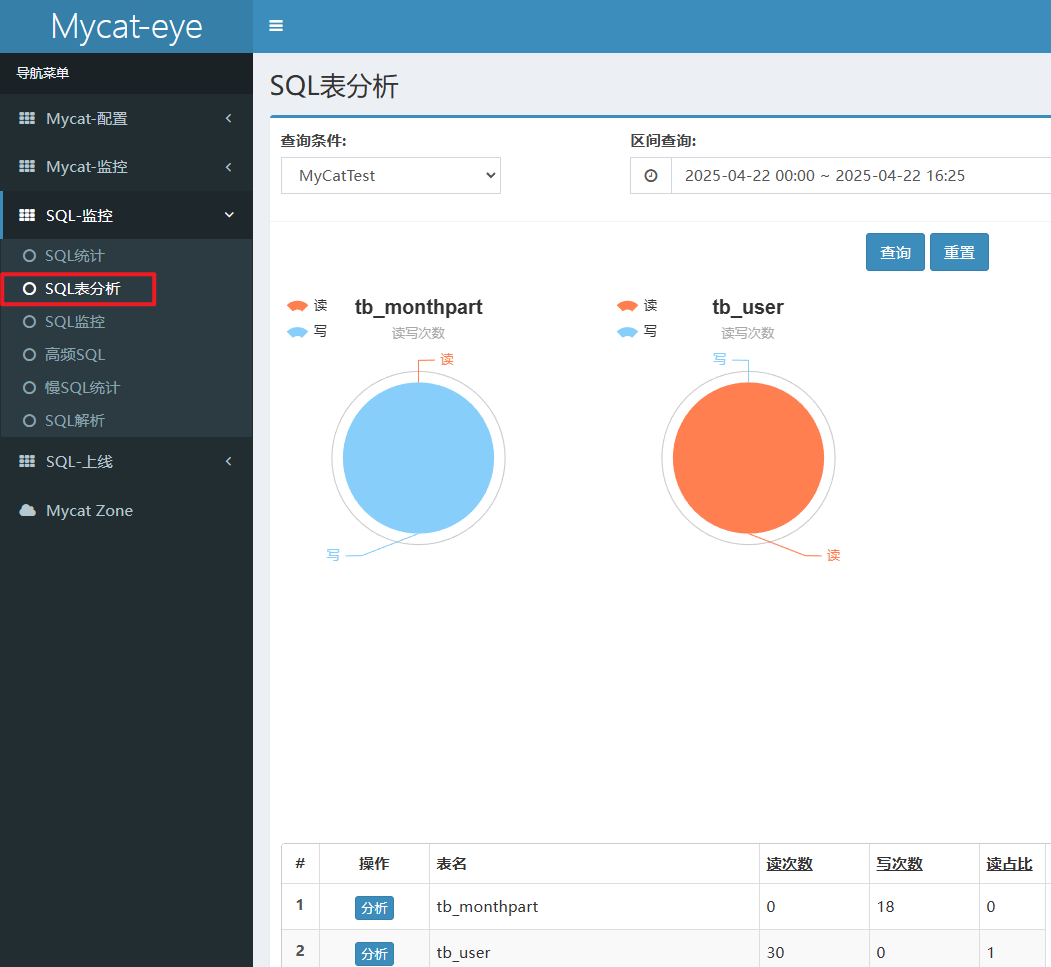 Mycat-eye
导航菜单
Mycat-配置
Mycat-监控
SQL-监控
SQL统计
SQL表分析
SQL监控
高频SQL
慢SQL统计
SQL解析
SQL-上线
Mycat Zone
SQL表分析
查询条件: 区间查询:
MyCatTest 2025-04-22 00:00 ~ 2025-04-22 16:25
查询 重置
读 tb_monthpart
写 读写次数
读
写
读 tb_user
写 读写次数
写
读
# 操作 表名 读次数 写次数 读占比
1 分析 tb_monthpart 0 18 0
2 分析 tb_user 30 0 1